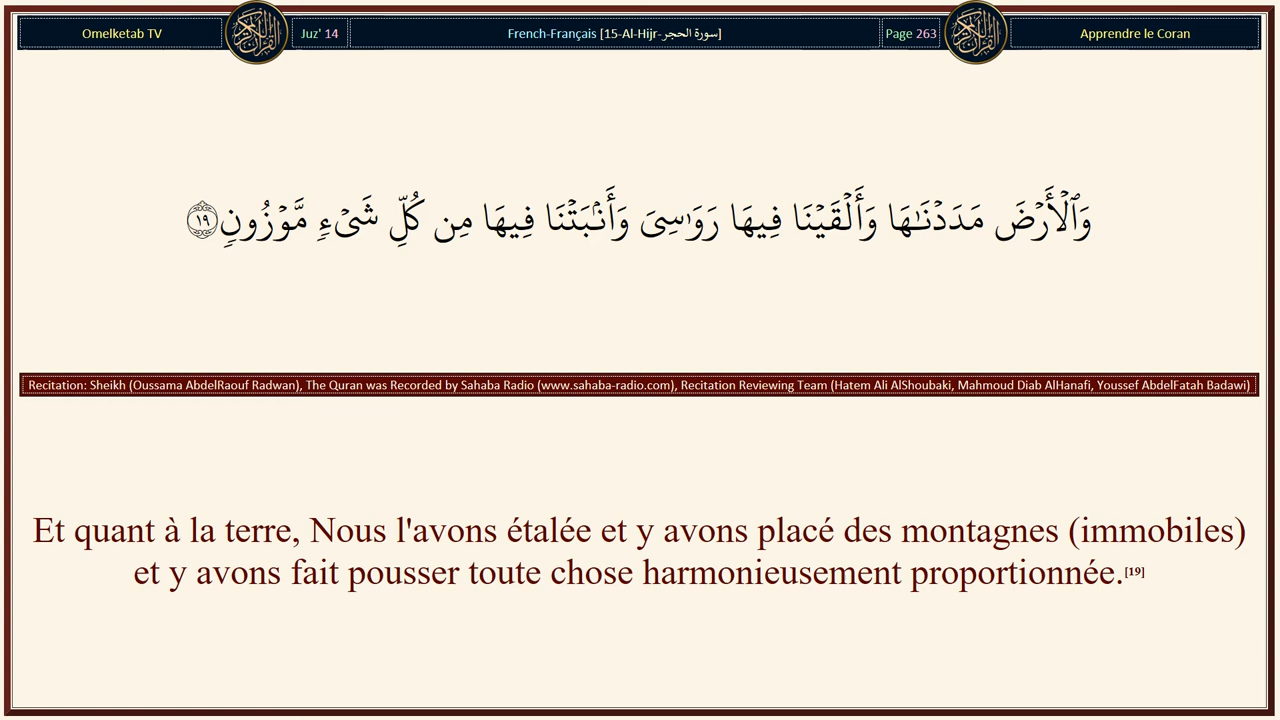 Omelketab TV
Juz' 14
French-Français [15-Al-Hijr-سورة الحجر]
Page 263
Apprendre le Coran
وَٱلۡأَرۡضَ مَدَدۡنَٰهَا وَأَلۡقَيۡنَا فِيهَا رَوَٰسِيَ وَأَنۢبَتۡنَا فِيهَا مِن كُلِّ شَيۡءٖ مَّوۡزُونٖ ١٩
Recitation: Sheikh (Oussama AbdelRaouf Radwan), The Quran was Recorded by Sahaba Radio (www.sahaba-radio.com), Recitation Reviewing Team (Hatem Ali AlShoubaki, Mahmoud Diab AlHanafi, Youssef AbdelFatah Badawi)
Et quant à la terre, Nous l'avons étalée et y avons placé des montagnes (immobiles)
et y avons fait pousser toute chose harmonieusement proportionnée.[19]